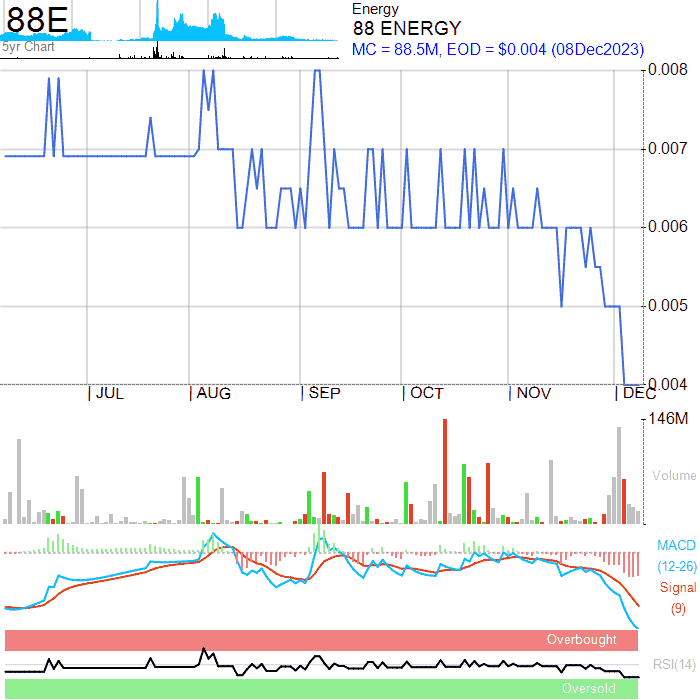 88E
5yr Chart
Energy
88 ENERGY
MC = 88.5M, EOD = $0.004 (08Dec2023)
0.008
0.007
0.006
0.005
0.004
JUL AUG SEP OCT NOV DEC
146M
Volume
MACD
(12-26)
Signal
(9)
Overbought
RSI(14)
Oversold